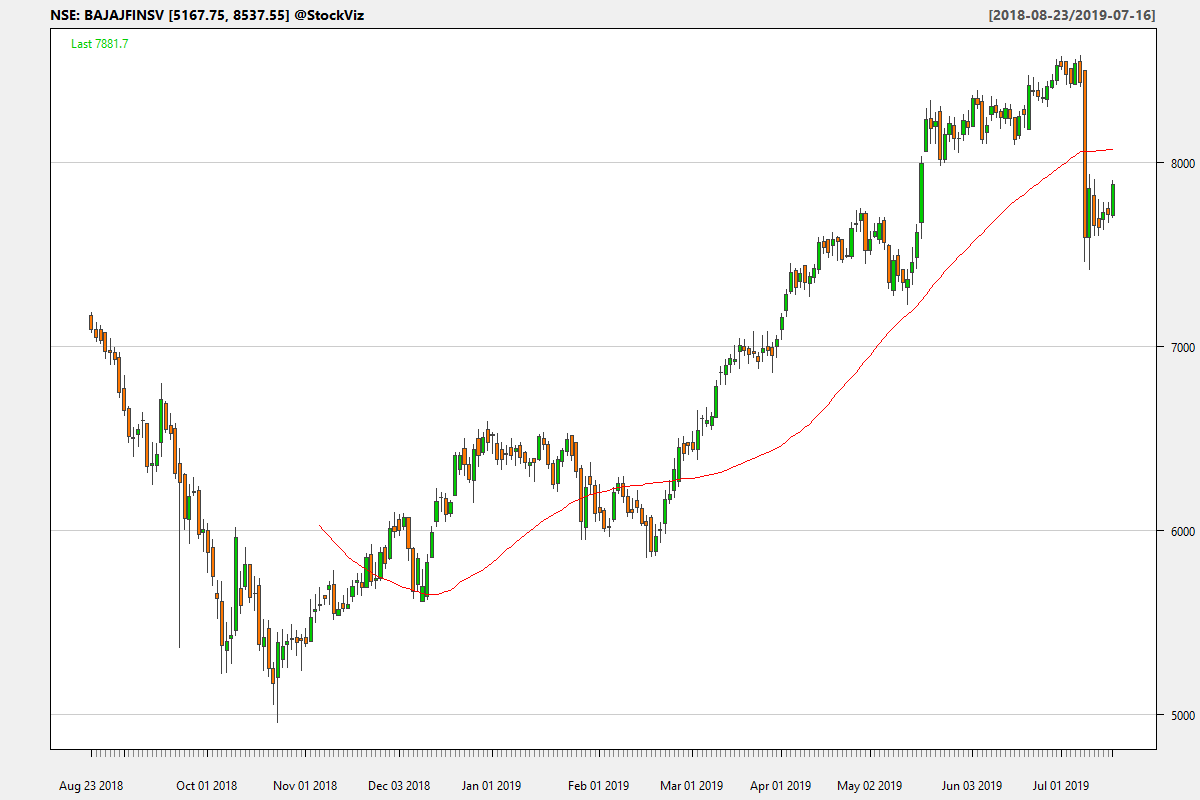 NSE: BAJAJFINSV [5167.75, 8537.55] @StockViz [2018-08-23/2019-07-16]
Last 7881.7
8000
7000
6000
5000
Aug 23 2018 Oct 01 2018 Nov 01 2018 Dec 03 2018 Jan 01 2019 Feb 01 2019 Mar 01 2019 Apr 01 2019 May 02 2019 Jun 03 2019 Jul 01 2019